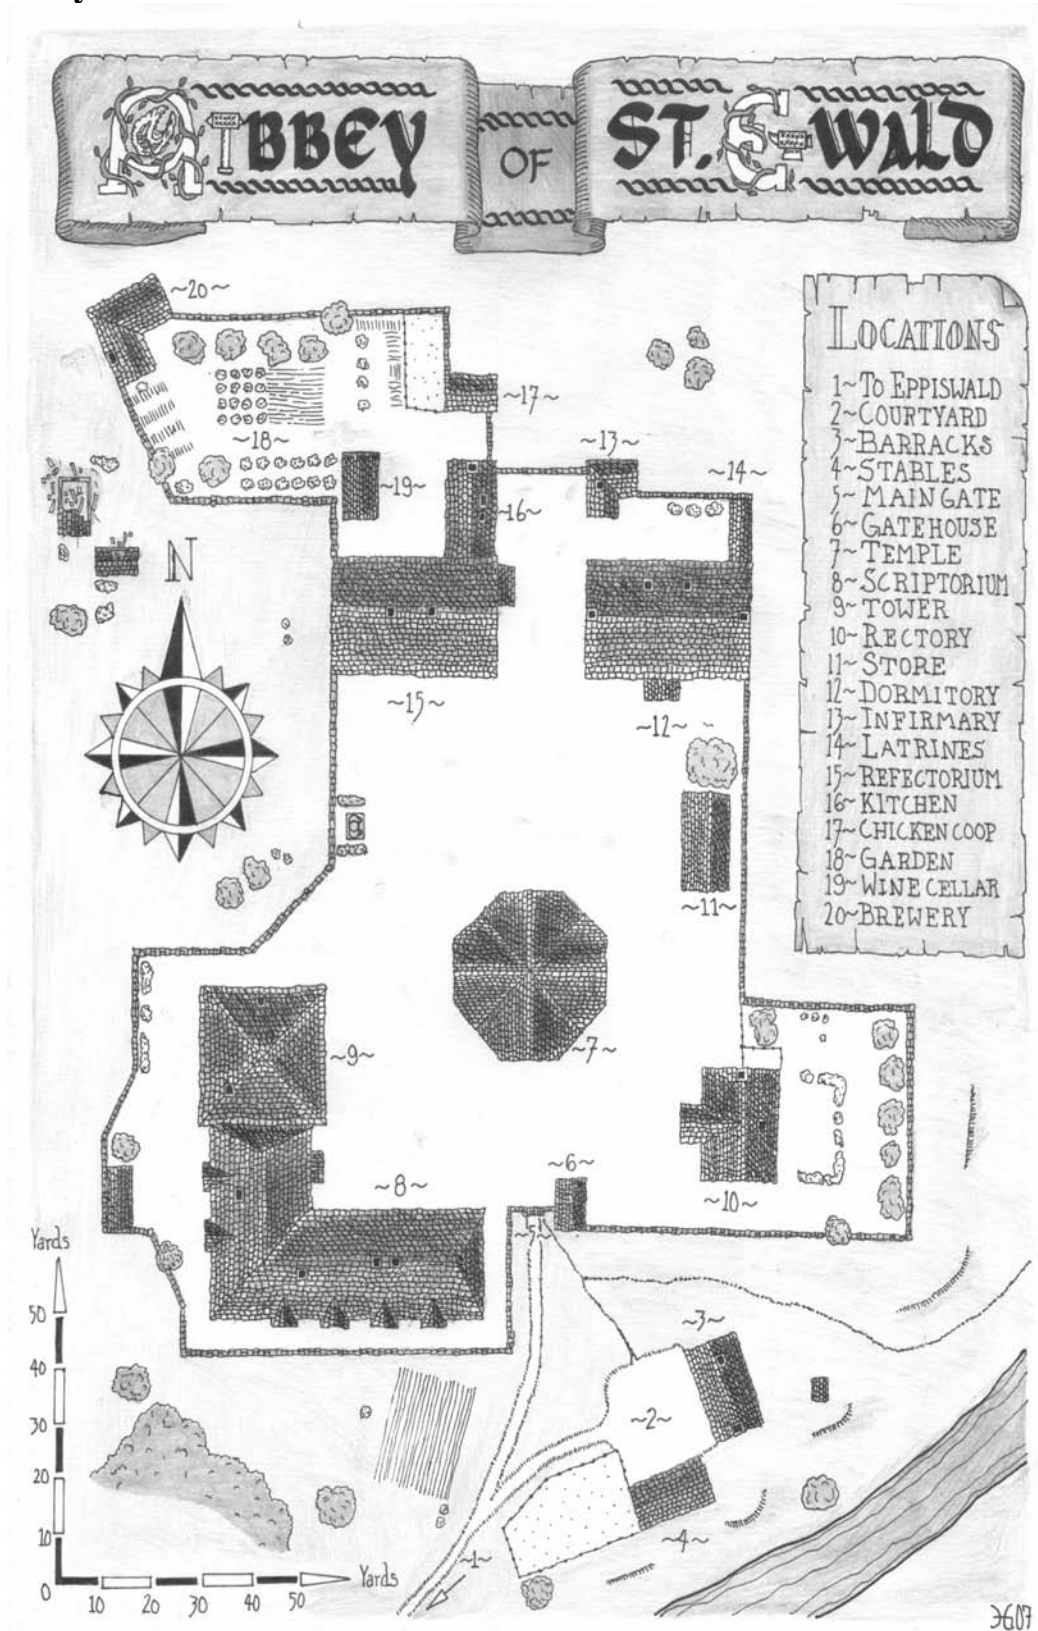 ABBEY OF ST. EWALD
~20~
LOCATIONS
1~TO EPPISWALD
2~COURTYARD
3~BARRACKS
4~STABLES
5~MAIN GATE
6~GATEHOUSE
7~TEMPLE
8~SCRIPTORIUM
9~TOWER
10~RECTORY
11~STORE
12~DORMITORY
13~INFIRMARY
14~LATRINES
15~REFECTORIUM
16~KITCHEN
17~CHICKEN COOP
18~GARDEN
19~WINE CELLAR
20~BREWERY
~17~
~18~
~13~
~14~
~19~
~16~
N
~15~
~12~
~11~
~9~
~7~
~6~
~8~
~10~
~5~
Yards
50
40
30
20
10
0
~3~
~2~
~4~
~1~
10 20 30 40 50 Yards